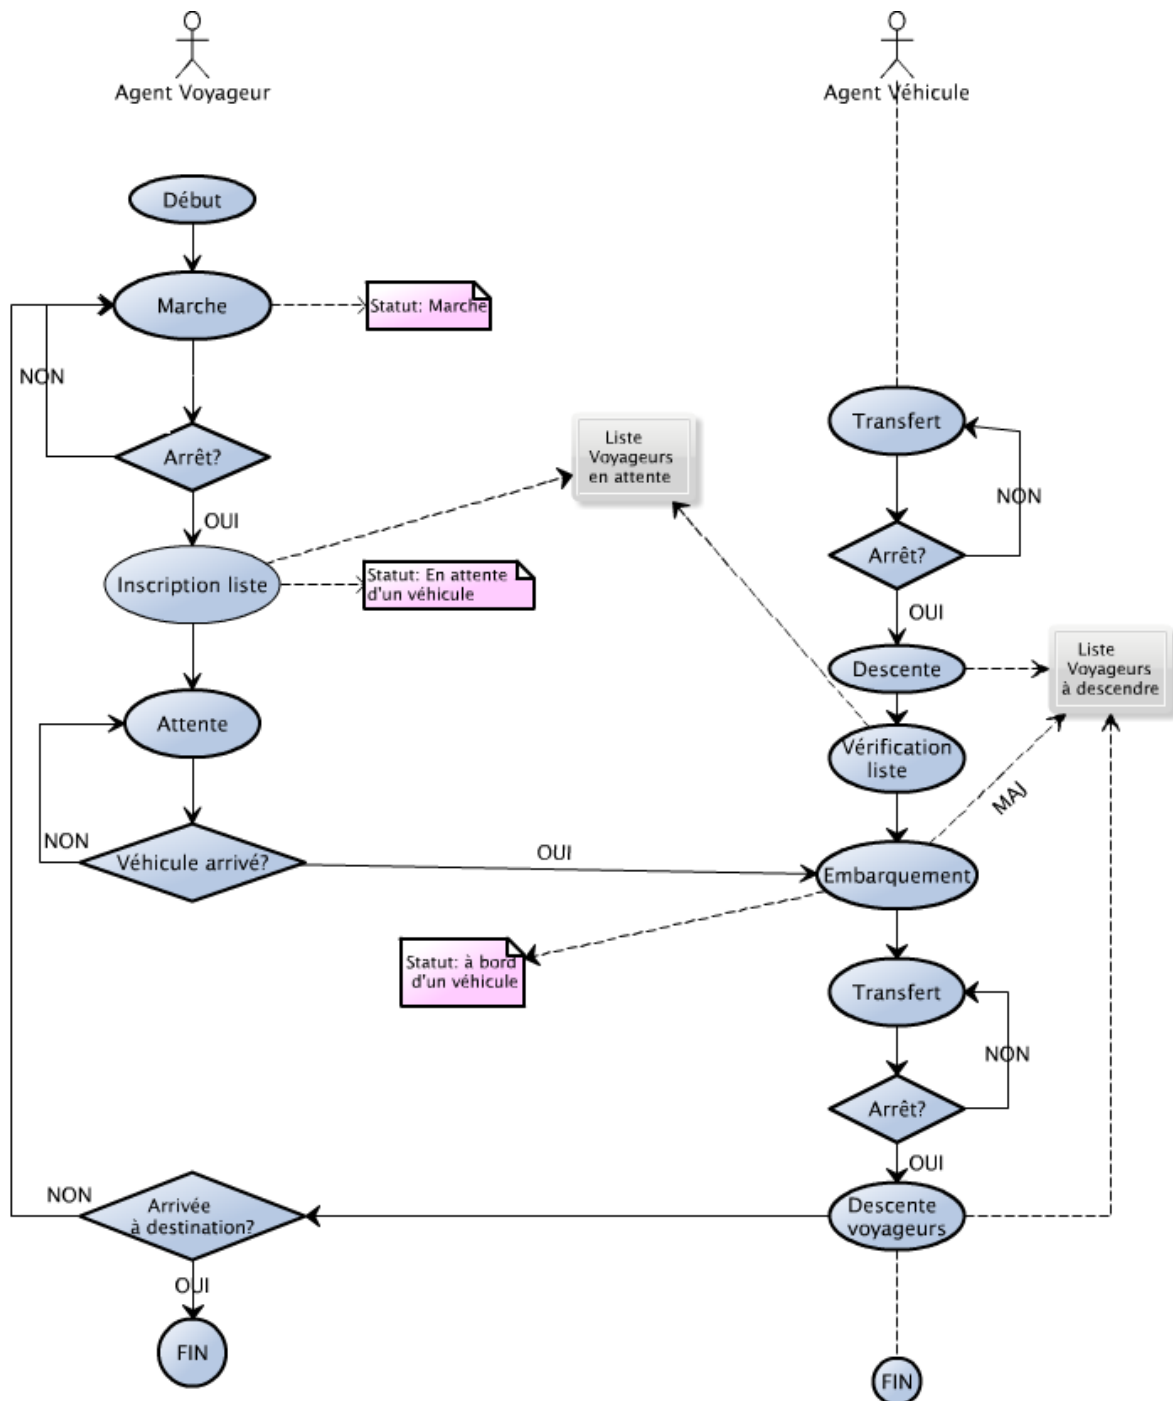 Agent Voyageur
Agent Véhicule
Début
Marche
Statut: Marche
NON
Arrêt?
OUI
Inscription liste
Statut: En attente
d'un véhicule
Attente
NON
Véhicule arrivé?
OUI
Liste
Voyageurs
en attente
Transfert
NON
Arrêt?
OUI
Descente
Liste
Voyageurs
à descendre
Vérification
liste
MAJ
Embarquement
Statut: à bord
d'un véhicule
Transfert
NON
Arrêt?
OUI
Descente
voyageurs
NON
Arrivée
à destination?
OUI
FIN
FIN